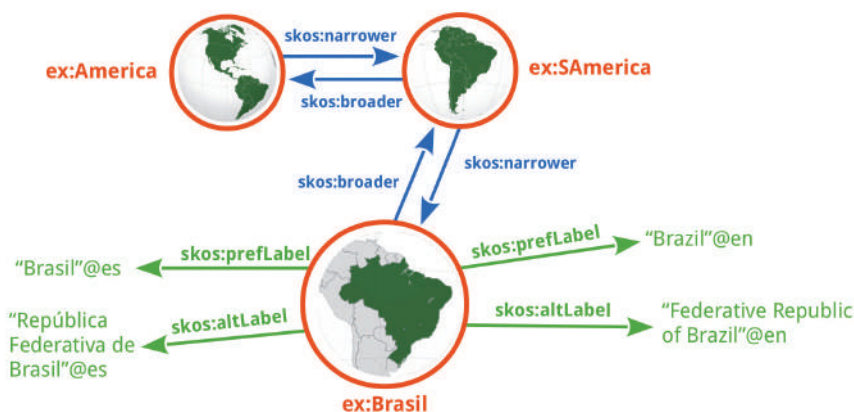 skos:narrower
ex:America
ex:SAmerica
skos:broader
skos:broader
skos:narrower
skos:prefLabel
skos:prefLabel
“Brazil”@en
“Brasil”@es
skos:altLabel
skos:altLabel
“República
Federativa de
Brasil”@es
“Federative Republic
of Brazil”@en
ex:Brasil